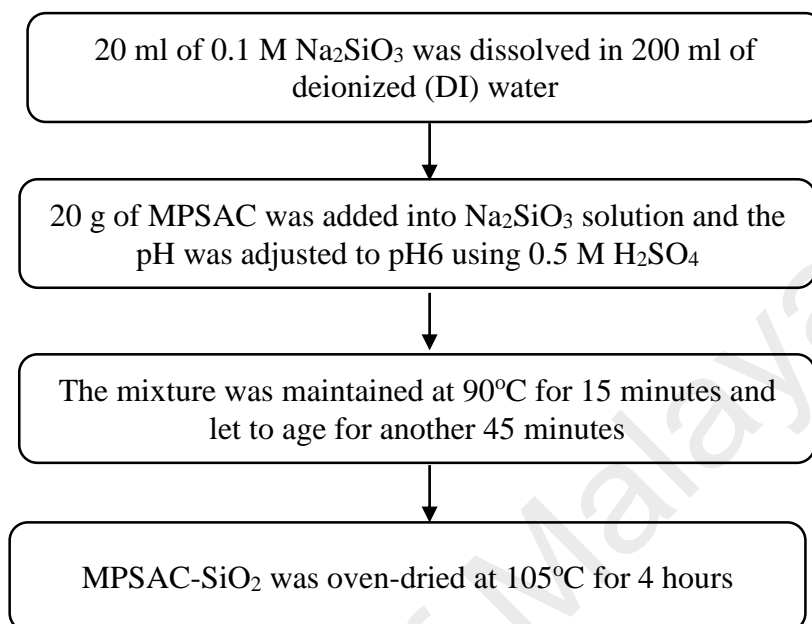 20 ml of 0.1 M Na₂SiO₃ was dissolved in 200 ml of
deionized (DI) water
20 g of MPSAC was added into Na₂SiO₃ solution and the
pH was adjusted to pH6 using 0.5 M H₂SO₄
The mixture was maintained at 90°C for 15 minutes and
let to age for another 45 minutes
MPSAC-SiO₂ was oven-dried at 105°C for 4 hours
Malaya